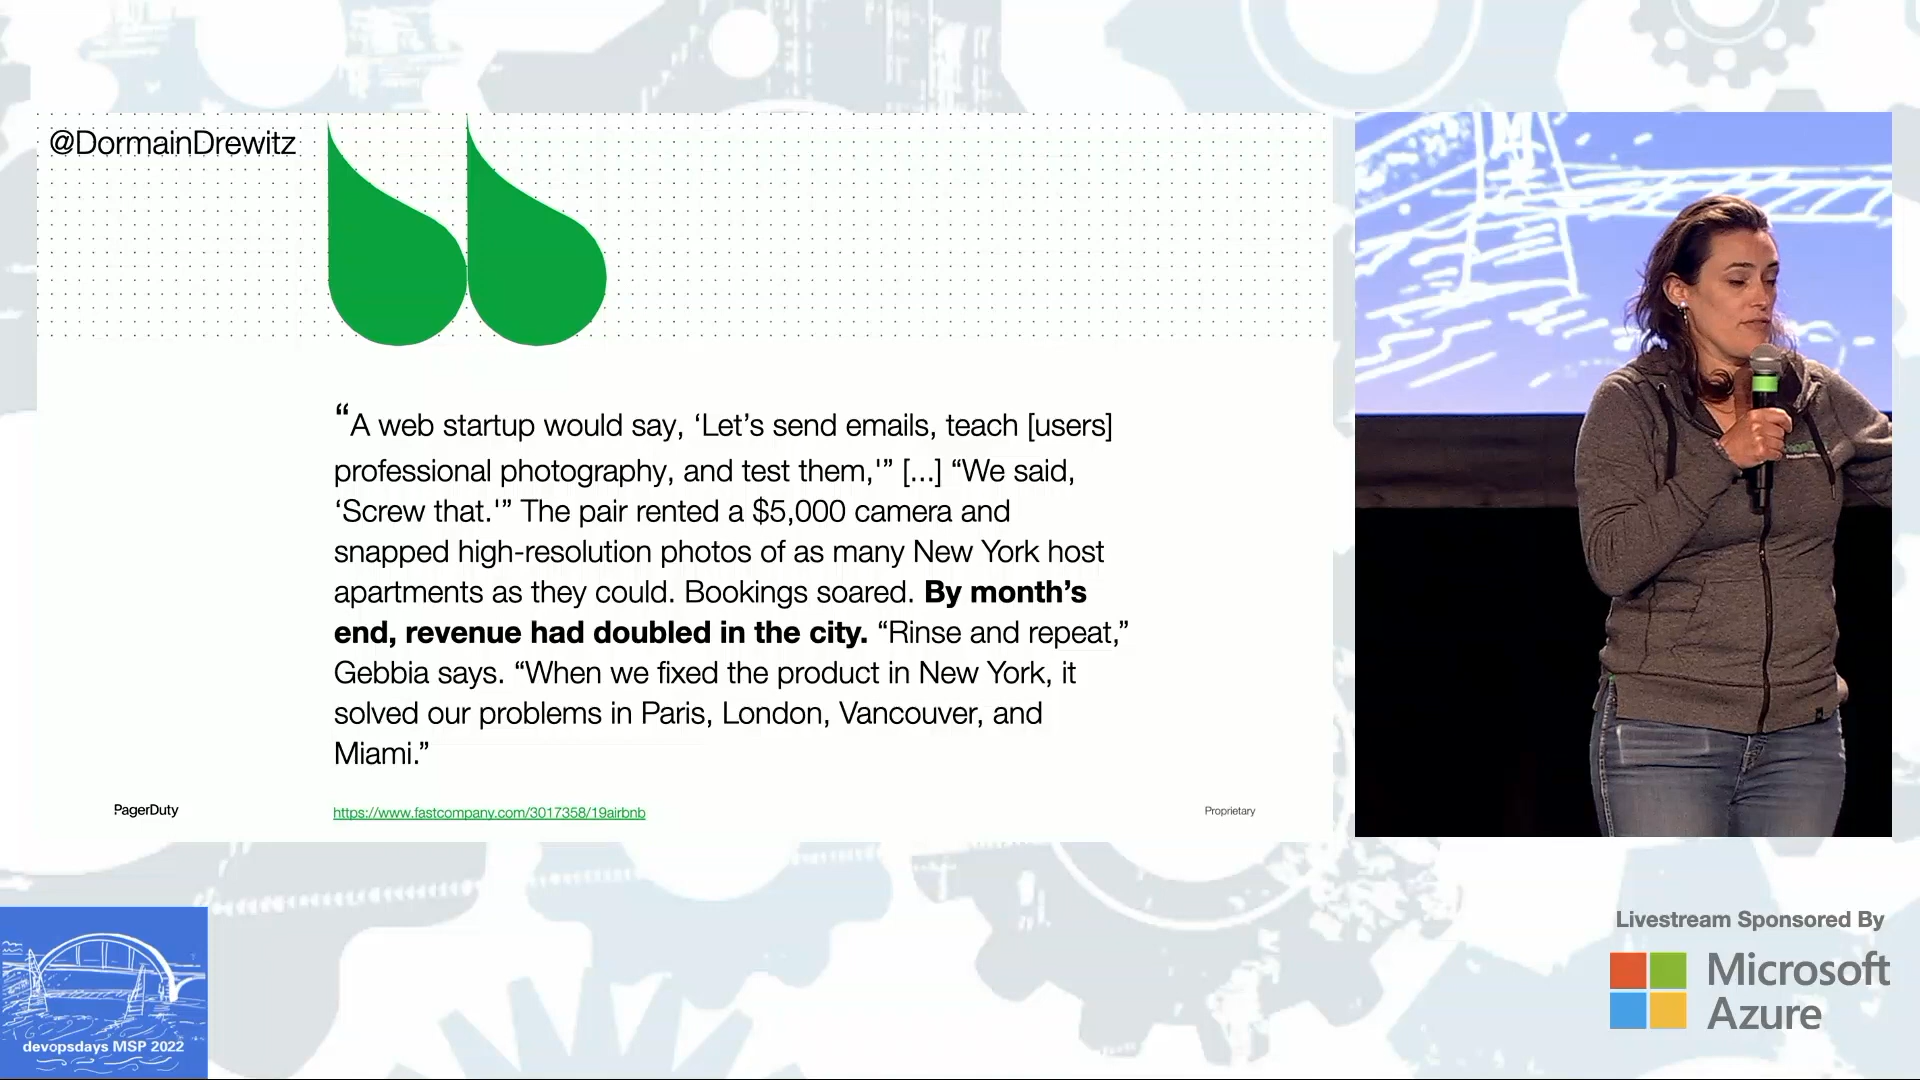 @DormainDrewitz
“A web startup would say, ‘Let’s send emails, teach [users]
professional photography, and test them,'” [...] “We said,
‘Screw that.'” The pair rented a $5,000 camera and
snapped high-resolution photos of as many New York host
apartments as they could. Bookings soared. By month’s
end, revenue had doubled in the city. “Rinse and repeat,”
Gebbia says. “When we fixed the product in New York, it
solved our problems in Paris, London, Vancouver, and
Miami.”
PagerDuty
https://www.fastcompany.com/3017358/19airbnb
Proprietary
devopsdays MSP 2022
Livestream Sponsored By
Microsoft
Azure